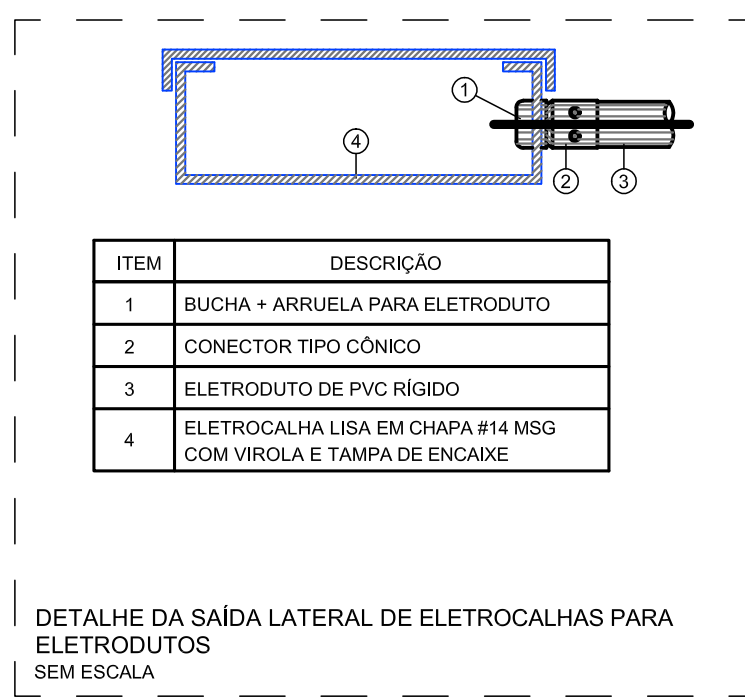 1
4
2
3
ITEM DESCRIÇÃO
1 BUCHA + ARRUELA PARA ELETRODUTO
2 CONECTOR TIPO CÔNICO
3 ELETRODUTO DE PVC RÍGIDO
4 ELETROCALHA LISA EM CHAPA #14 MSG
COM VIROLA E TAMPA DE ENCAIXE
DETALHE DA SAÍDA LATERAL DE ELETROCALHAS PARA
ELETRODUTOS
SEM ESCALA